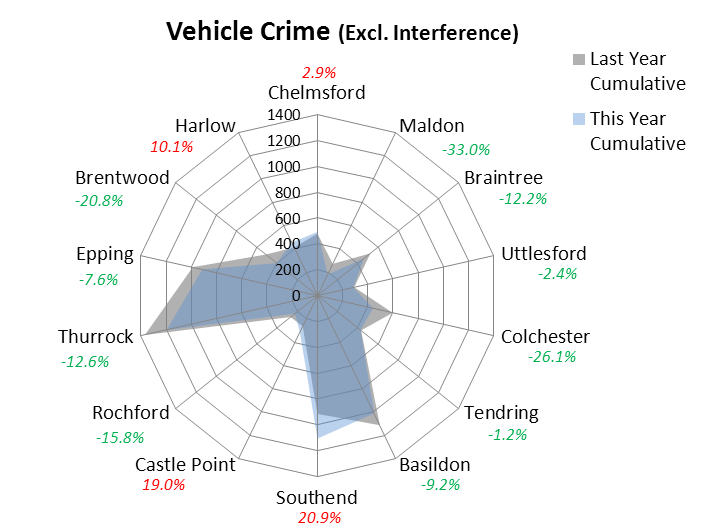 Vehicle Crime (Excl. Interference)
Last Year
Cumulative
This Year
Cumulative
2.9%
Chelmsford
Maldon
-33.0%
Braintree
-12.2%
Uttlesford
-2.4%
Colchester
-26.1%
Tendring
-1.2%
Basildon
-9.2%
Southend
20.9%
Castle Point
19.0%
Rochford
-15.8%
Thurrock
-12.6%
Epping
-7.6%
Brentwood
-20.8%
Harlow
10.1%
1400
1200
1000
800
600
400
200
0